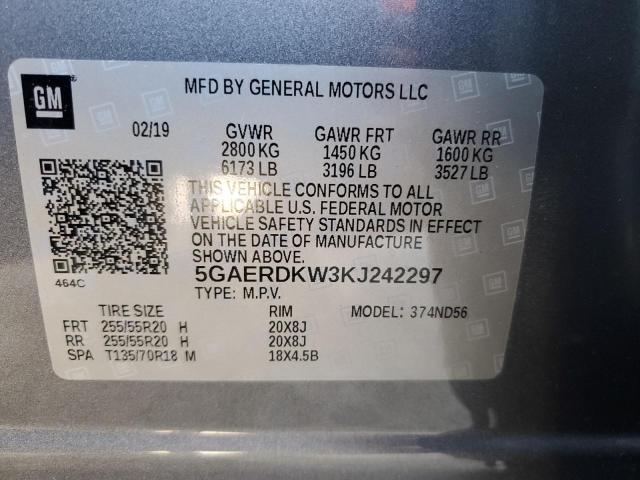 GM
MFD BY GENERAL MOTORS LLC
02/19 GVWR GAWR FRT GAWR RR
2800 KG 1450 KG 1600 KG
6173 LB 3196 LB 3527 LB
THIS VEHICLE CONFORMS TO ALL
APPLICABLE U.S. FEDERAL MOTOR
VEHICLE SAFETY STANDARDS IN EFFECT
ON THE DATE OF MANUFACTURE
SHOWN ABOVE.
464C
5GAERDKW3KJ242297
TYPE: M.P.V.
TIRE SIZE RIM MODEL: 374ND56
FRT 255/55R20 H 20X8J
RR 255/55R20 H 20X8J
SPA T135/70R18 M 18X4.5B